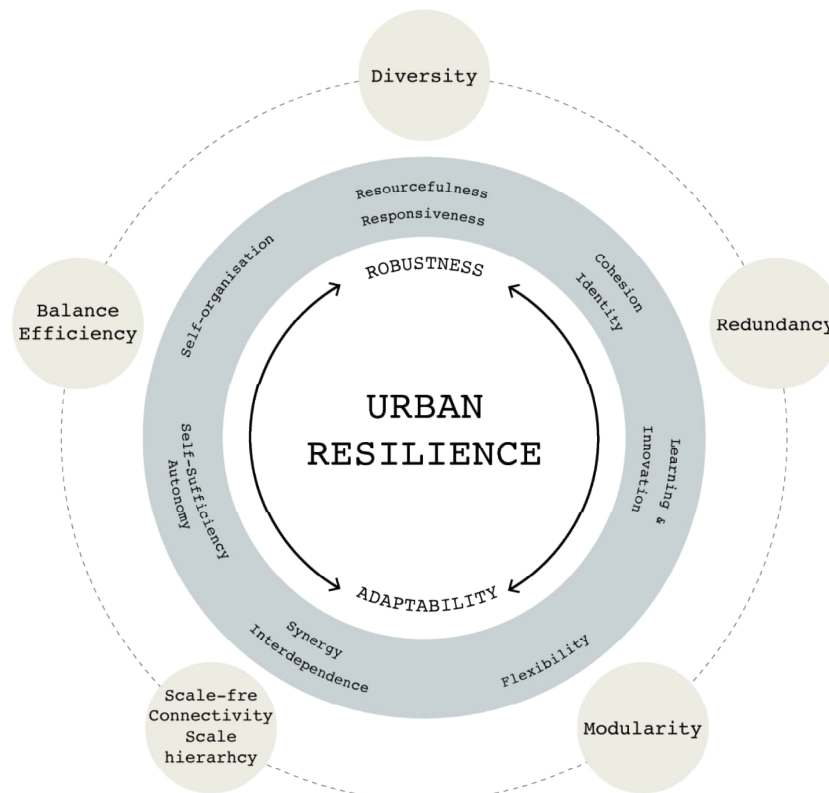 Diversity
Resourcefulness
Responsiveness
ROBUSTNESS
Self-organisation
Cohesion
Identity
Balance
Efficiency
Redundancy
URBAN
RESILIENCE
Self-Sufficiency
Autonomy
Learning &
Innovation
ADAPTABILITY
Synergy
Interdependence
Flexibility
Scale-fre
Connectivity
Scale
hierarhcy
Modularity